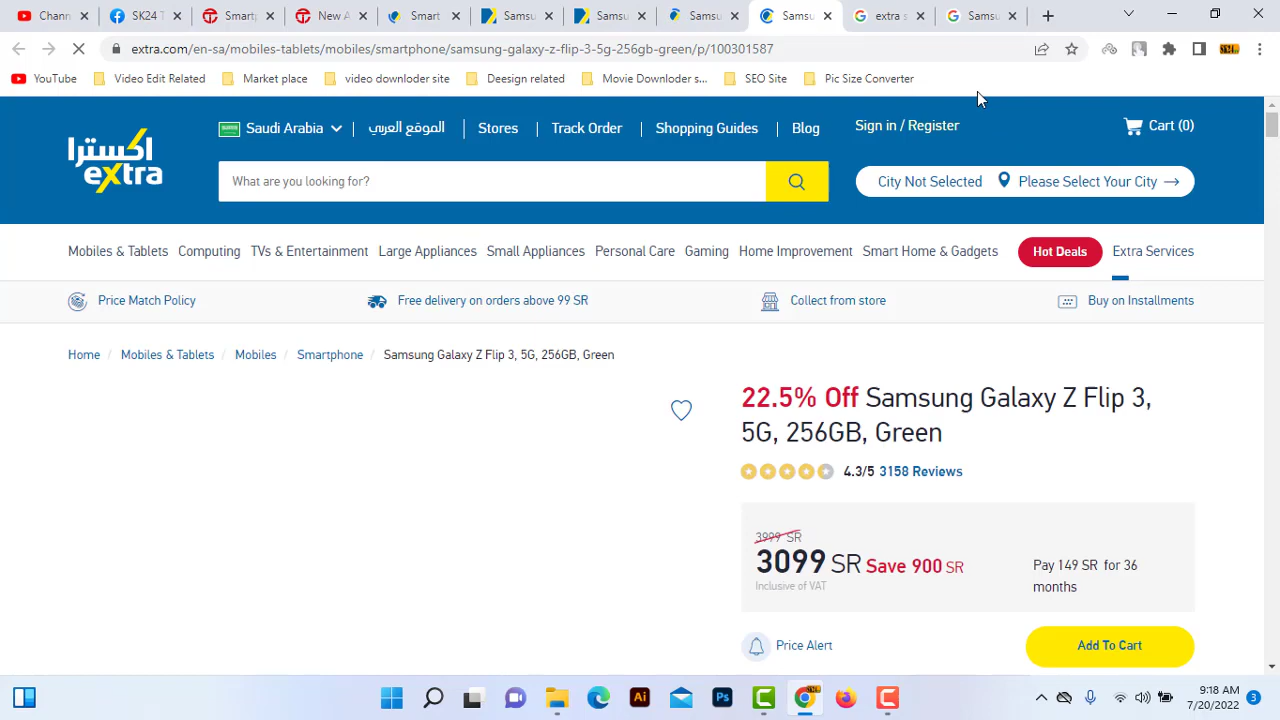 Chann
SK24T
Smartp
New A
Smart
Samsu
Samsu
Samsu
Samsu
extra s
Samsu
extra.com/en-sa/mobiles-tablets/mobiles/smartphone/samsung-galaxy-z-flip-3-5g-256gb-green/p/100301587
YouTube
Video Edit Related
Market place
video downloder site
Deesign related
Movie Downloder s...
SEO Site
Pic Size Converter
اكسترا
extra
Saudi Arabia
الموقع العربي
Stores
Track Order
Shopping Guides
Blog
Sign in / Register
Cart (0)
What are you looking for?
City Not Selected
Please Select Your City
Mobiles & Tablets
Computing
TVs & Entertainment
Large Appliances
Small Appliances
Personal Care
Gaming
Home Improvement
Smart Home & Gadgets
Hot Deals
Extra Services
Price Match Policy
Free delivery on orders above 99 SR
Collect from store
Buy on Installments
Home / Mobiles & Tablets / Mobiles / Smartphone / Samsung Galaxy Z Flip 3, 5G, 256GB, Green
22.5% Off Samsung Galaxy Z Flip 3,
5G, 256GB, Green
4.3/5 3158 Reviews
3999 SR
3099 SR Save 900 SR
Inclusive of VAT
Pay 149 SR for 36
months
Price Alert
Add To Cart
9:18 AM
7/20/2022
3